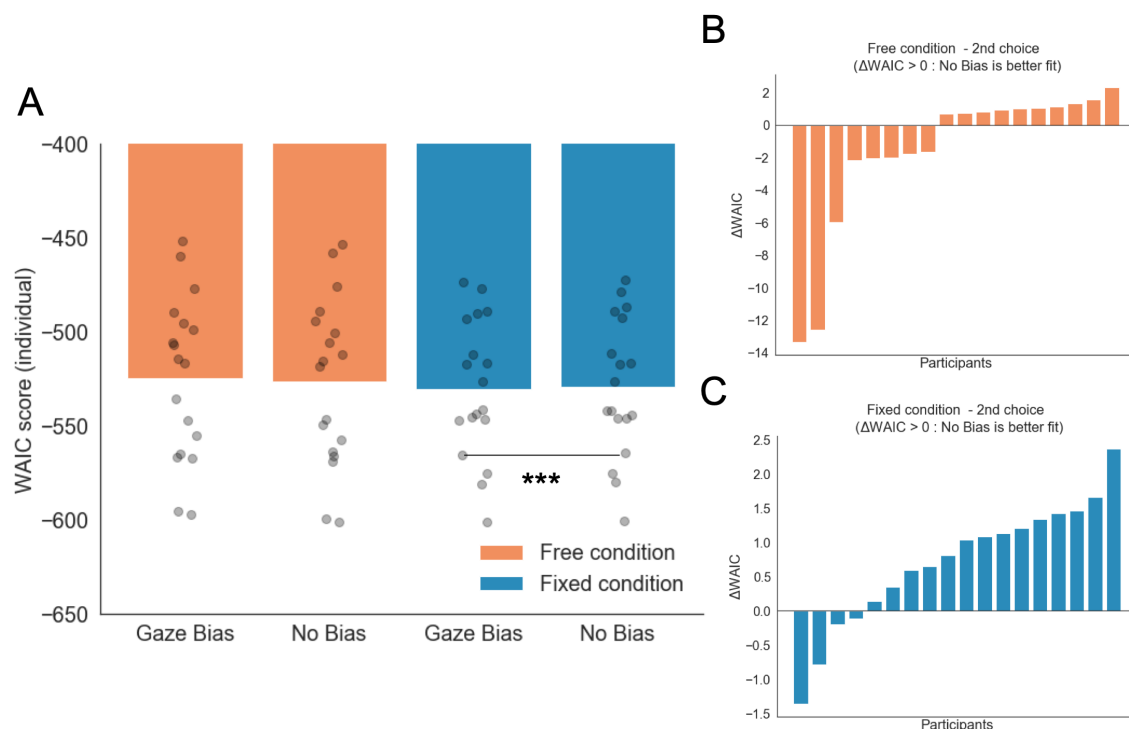 A
WAIC score (individual)
−400
−450
−500
−550
−600
−650
***
Free condition
Fixed condition
Gaze Bias
No Bias
Gaze Bias
No Bias
B
Free condition - 2nd choice
(ΔWAIC > 0 : No Bias is better fit)
ΔWAIC
2
0
−2
−4
−6
−8
−10
−12
−14
Participants
C
Fixed condition - 2nd choice
(ΔWAIC > 0 : No Bias is better fit)
ΔWAIC
2.5
2.0
1.5
1.0
0.5
0.0
−0.5
−1.0
−1.5
Participants